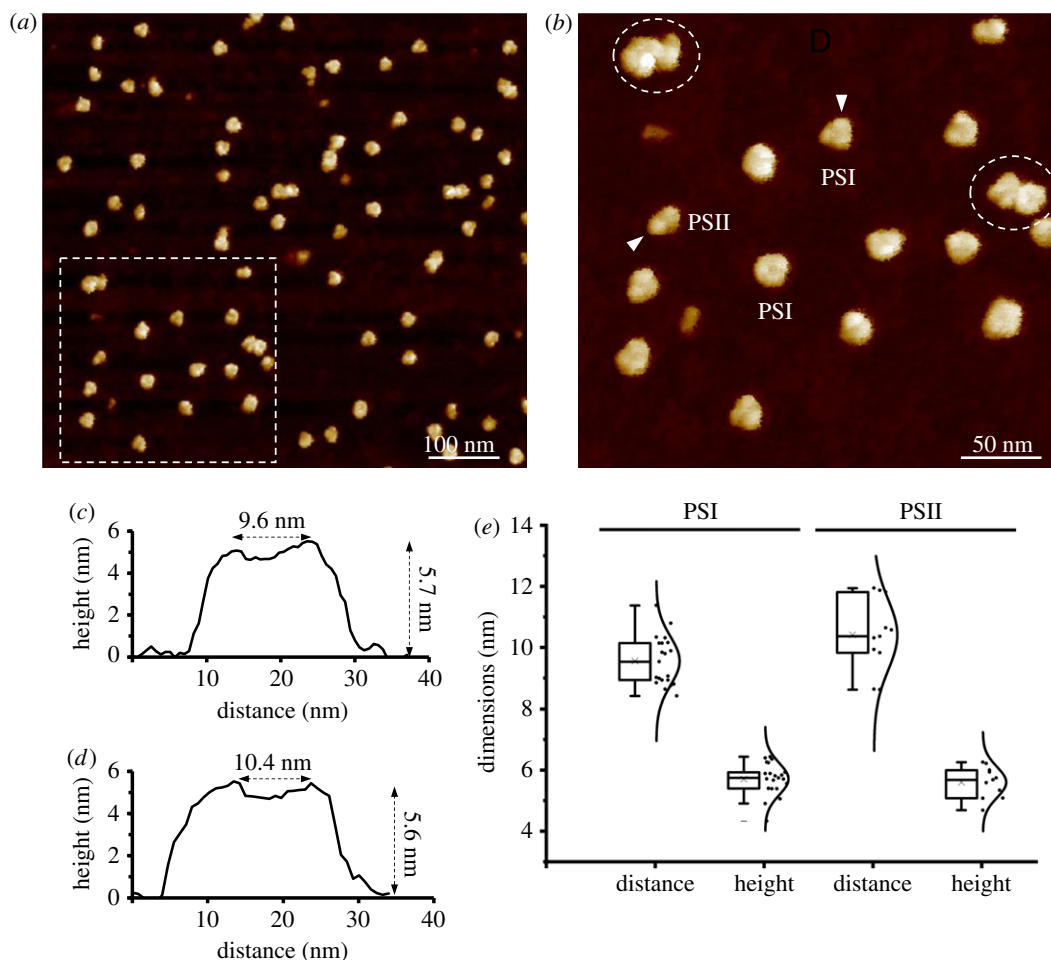 (a)
100 nm
(b)
D
PSI
PSII
PSI
50 nm
(c)
9.6 nm
5.7 nm
height (nm)
6
4
2
0
10 20 30 40
distance (nm)
(d)
10.4 nm
5.6 nm
height (nm)
6
4
2
0
10 20 30 40
distance (nm)
(e)
PSI PSII
dimensions (nm)
14
12
10
8
6
4
distance height distance height